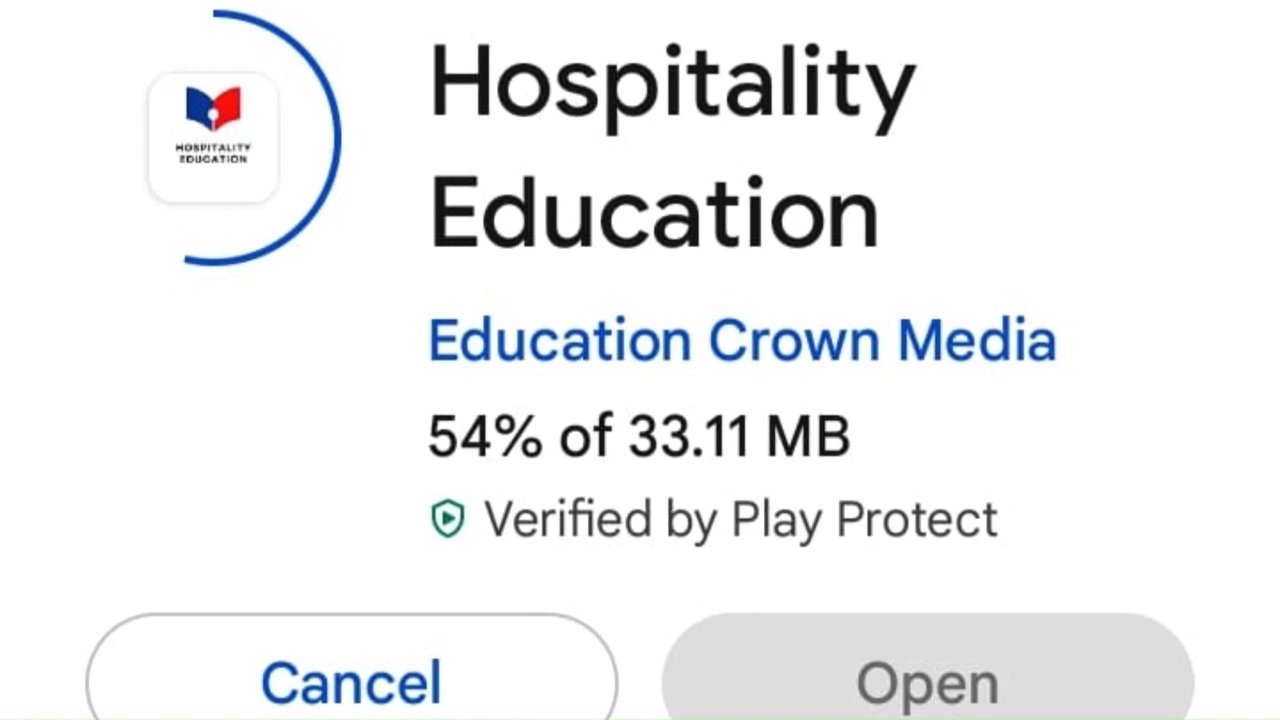 Hospitality
Education
HOSPITALITY
EDUCATION
Education Crown Media
54% of 33.11 MB
Verified by Play Protect
Cancel
Open